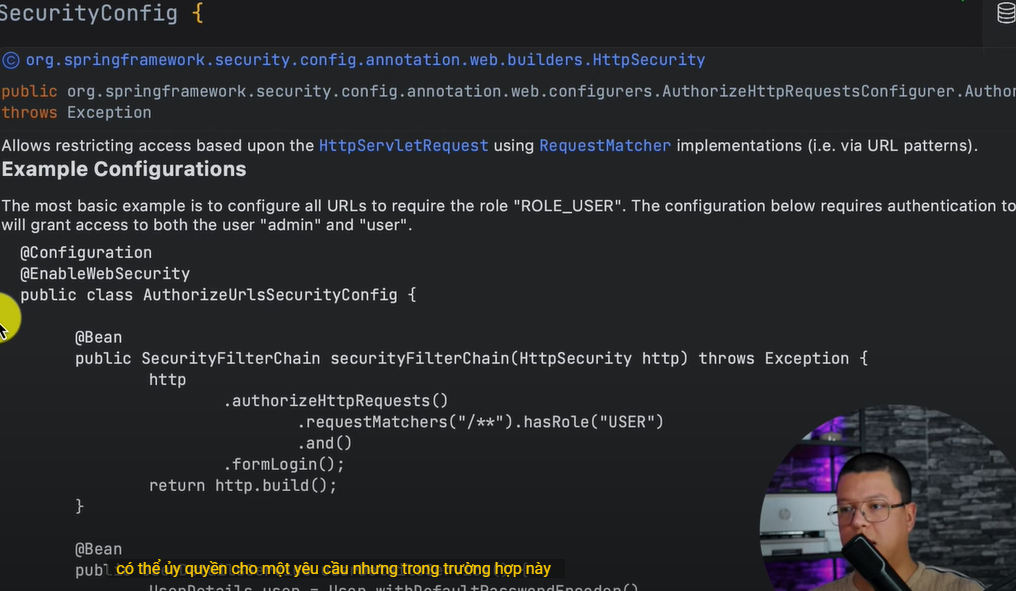 SecurityConfig {
© org.springframework.security.config.annotation.web.builders.HttpSecurity
public org.springframework.security.config.annotation.web.configurers.AuthorizeHttpRequestsConfigurer.Author
throws Exception
Allows restricting access based upon the HttpServletRequest using RequestMatcher implementations (i.e. via URL patterns).
Example Configurations
The most basic example is to configure all URLs to require the role "ROLE_USER". The configuration below requires authentication to
will grant access to both the user "admin" and "user".
@Configuration
@EnableWebSecurity
public class AuthorizeUrlsSecurityConfig {
@Bean
public SecurityFilterChain securityFilterChain(HttpSecurity http) throws Exception {
http
.authorizeHttpRequests()
.requestMatchers("/**").hasRole("USER")
.and()
.formLogin();
return http.build();
}
@Bean
publ
có thể ủy quyền cho một yêu cầu nhưng trong trường hợp này
UserDetails user = User.withDefaultPasswordEncoder()